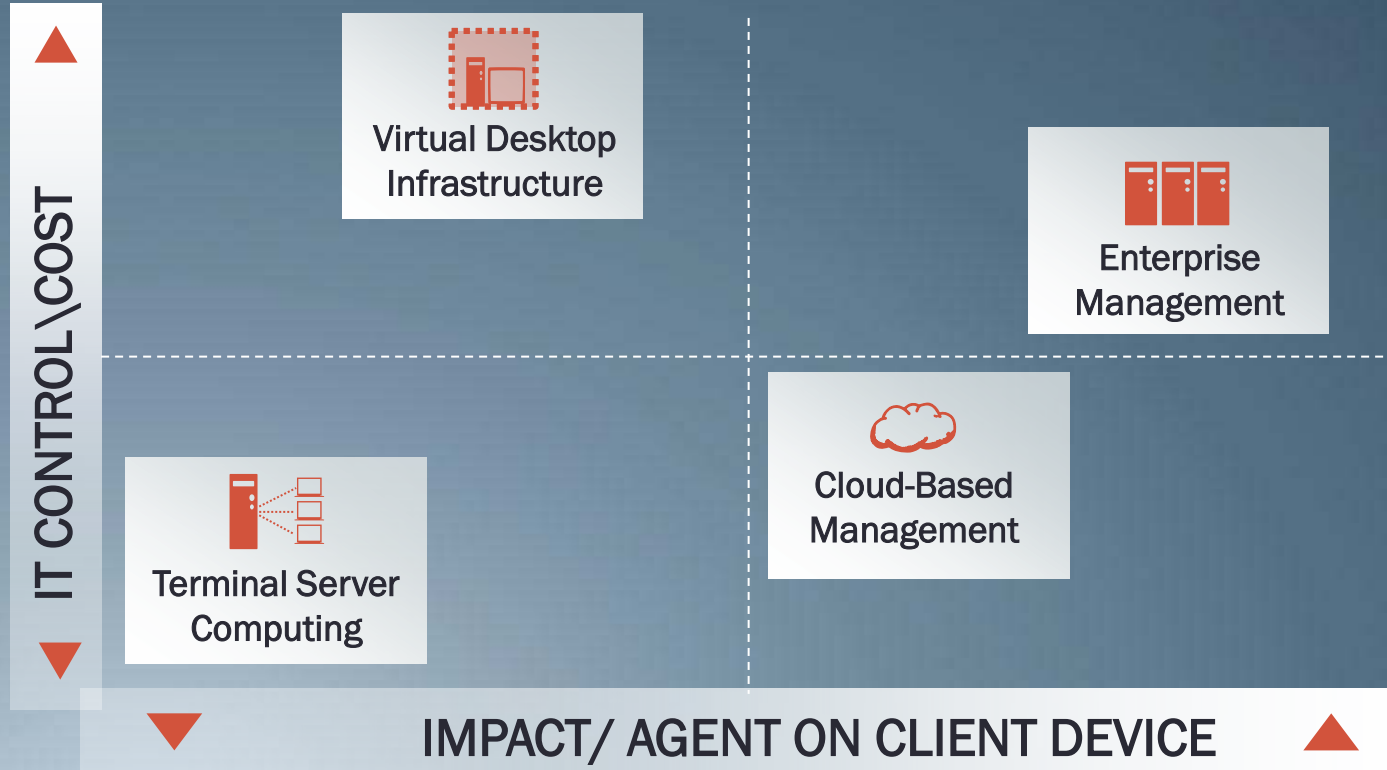 IT CONTROL\COST
Virtual Desktop
Infrastructure
Enterprise
Management
Cloud-Based
Management
Terminal Server
Computing
IMPACT/ AGENT ON CLIENT DEVICE